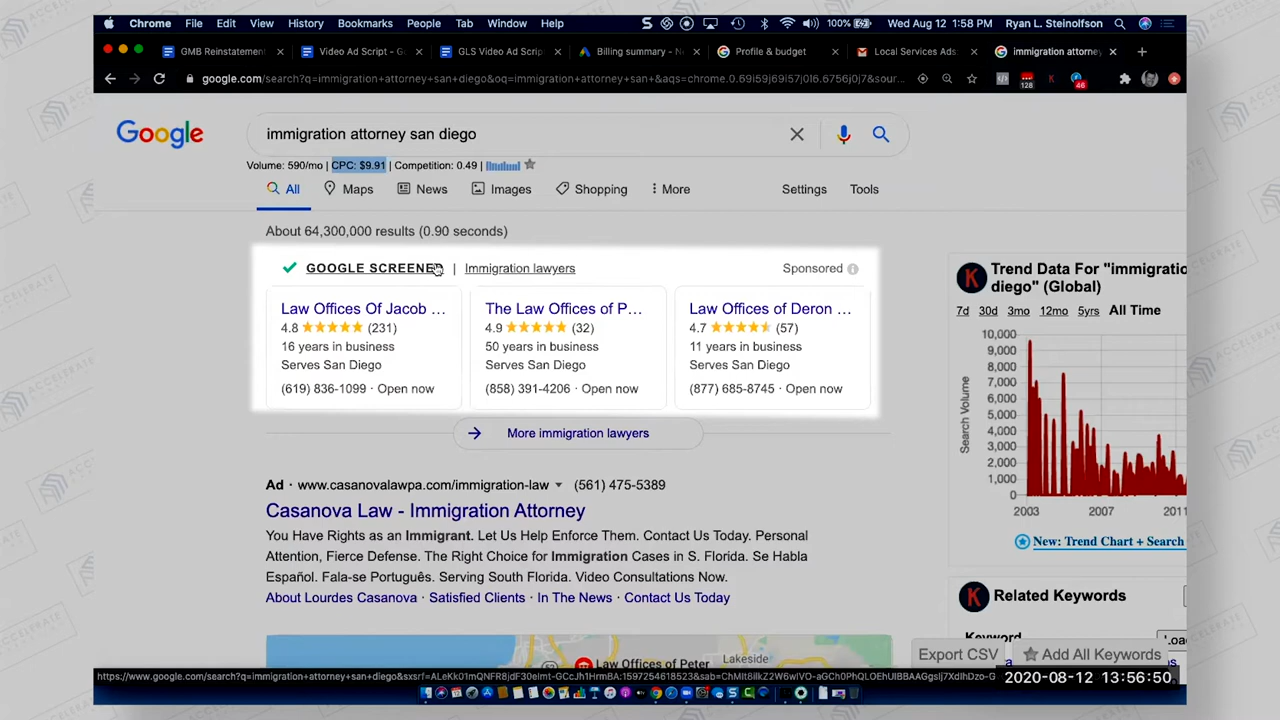 Chrome File Edit View History Bookmarks People Tab Window Help 100% Wed Aug 12 1:58 PM Ryan L. Steinolfson
GMB Reinstatement Video Ad Script - G GLS Video Ad Scrip Billing summary - N Profile & budget Local Services Ads: immigration attorne
google.com/search?q=immigration+attorney+san+diego&oq=immigration+attorney+san+&aqs=chrome.0.69i59j69i57j0l6.6756j0j7&sour... 128 K 46
Google immigration attorney san diego
Volume: 590/mo | CPC: $9.91 | Competition: 0.49 |
All Maps News Images Shopping More Settings Tools
About 64,300,000 results (0.90 seconds)
GOOGLE SCREENED | Immigration lawyers Sponsored
Law Offices Of Jacob ...
4.8 (231)
16 years in business
Serves San Diego
(619) 836-1099 · Open now
The Law Offices of P...
4.9 (32)
50 years in business
Serves San Diego
(858) 391-4206 · Open now
Law Offices of Deron ...
4.7 (57)
11 years in business
Serves San Diego
(877) 685-8745 · Open now
More immigration lawyers
Ad · www.casanovalawpa.com/immigration-law (561) 475-5389
Casanova Law - Immigration Attorney
You Have Rights as an Immigrant. Let Us Help Enforce Them. Contact Us Today. Personal
Attention, Fierce Defense. The Right Choice for Immigration Cases in S. Florida. Se Habla
Español. Fala-se Português. Serving South Florida. Video Consultations Now.
About Lourdes Casanova · Satisfied Clients · In The News · Contact Us Today
Law Offices of Peter
Lakeside
K Trend Data For "immigratio
diego" (Global)
7d 30d 3mo 12mo 5yrs All Time
10,000
9,000
8,000
7,000
6,000
5,000
4,000
3,000
2,000
1,000
0
Search Volume
2003 2007 2011
New: Trend Chart + Search
K Related Keywords
Keyword Loa
Export CSV Add All Keywords
2020-08-12 13:56:50